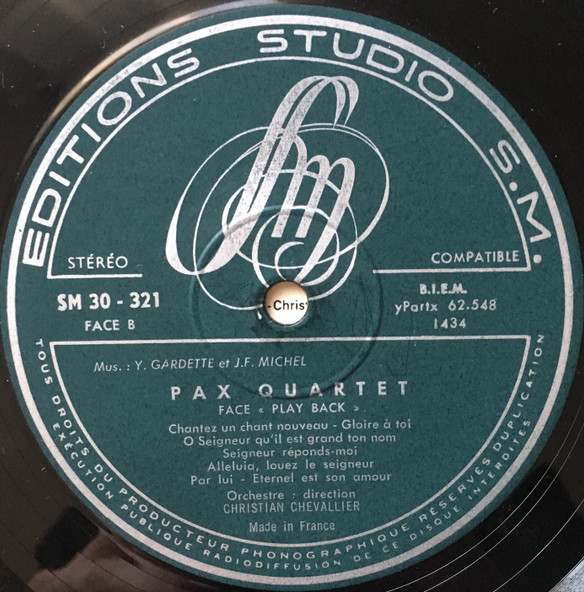 EDITIONS STUDIO S.M.
Sm
STÉRÉO
COMPATIBLE
SM 30 - 321
FACE B
B.I.E.M.
yPartx 62.548
1434
- Christ
Mus. : Y. GARDETTE et J.F. MICHEL
PAX QUARTET
FACE « PLAY BACK »
Chantez un chant nouveau - Gloire à toi
O Seigneur qu'il est grand ton nom
Seigneur réponds-moi
Alleluia, louez le seigneur
Par lui - Eternel est son amour
Orchestre : direction
CHRISTIAN CHEVALLIER
Made in France
TOUS DROITS DU PRODUCTEUR PHONOGRAPHIQUE RÉSERVÉS DUPLICATION
EXÉCUTION PUBLIQUE RADIODIFFUSION DE CE DISQUE INTERDITES